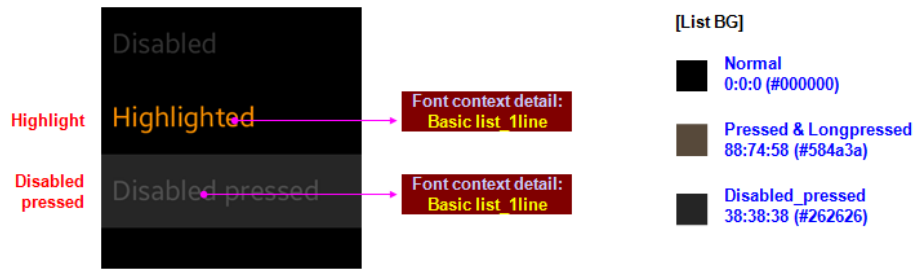 Disabled
Highlight
Highlighted
Font context detail:
Basic list_1line
Disabled
pressed
Disabled pressed
Font context detail:
Basic list_1line
[List BG]
Normal
0:0:0 (#000000)
Pressed & Longpressed
88:74:58 (#584a3a)
Disabled_pressed
38:38:38 (#262626)